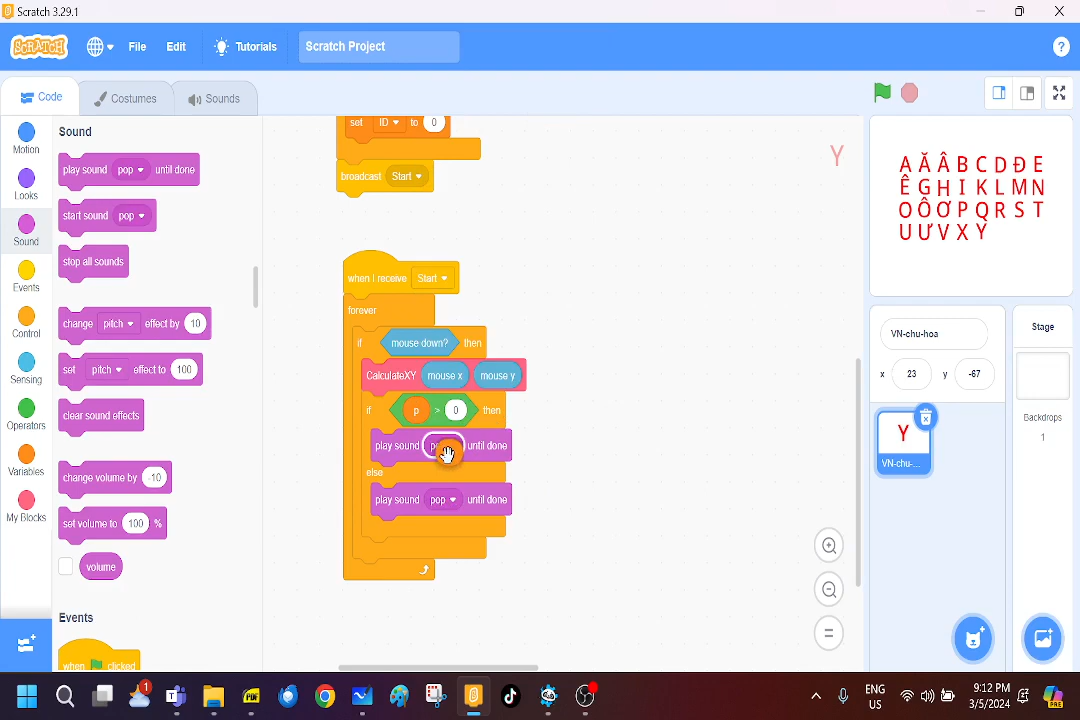 Scratch 3.29.1
SCRATCH
File
Edit
Tutorials
Scratch Project
?
Code
Costumes
Sounds
Motion
Looks
Sound
Events
Control
Sensing
Operators
Variables
My Blocks
Sound
play sound pop until done
start sound pop
stop all sounds
change pitch effect by 10
set pitch effect to 100
clear sound effects
change volume by -10
set volume to 100 %
volume
Events
when clicked
set ID to 0
broadcast Start
when I receive Start
forever
if mouse down? then
CalculateXY mouse x mouse y
if p > 0 then
play sound until done
else
play sound pop until done
Y
A Ă Â B C D Đ E
Ê G H I K L M N
O Ô Ơ P Q R S T
U Ư V X Y
VN-chu-hoa
x 23 y -67
Y
VN-chu-...
Stage
Backdrops
1
1
PDF
ENG
US
9:12 PM
3/5/2024
PRE